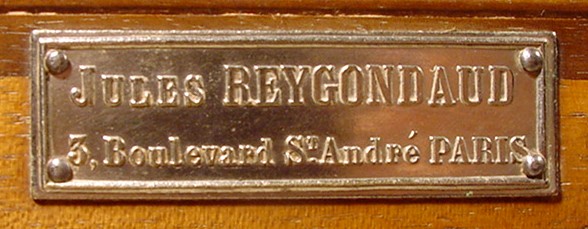 JULES REYGONDAUD
3, Boulevard St André PARIS